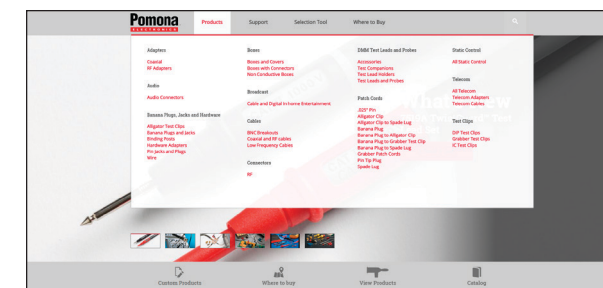 Pomona
ELECTRONICS
Products
Support
Selection Tool
Where to Buy
Adapters
Coaxial
RF Adapters
Audio
Audio Connectors
Banana Plugs, Jacks and Hardware
Alligator Test Clips
Banana Plugs and Jacks
Binding Posts
Hardware Adapters
Pin Jacks and Plugs
Wire
Boxes
Boxes and Covers
Boxes with Connectors
Non Conductive Boxes
Broadcast
Cable and Digital In-home Entertainment
Cables
BNC Breakouts
Coaxial and RF cables
Low Frequency Cables
Connectors
RF
DMM Test Leads and Probes
Accessories
Test Companions
Test Lead Holders
Test Leads and Probes
Patch Cords
.025" Pin
Alligator Clip
Alligator Clip to Spade Lug
Banana Plug
Banana Plug to Alligator Clip
Banana Plug to Grabber Test Clip
Banana Plug to Spade Lug
Grabber Patch Cords
Pin Tip Plug
Spade Lug
Static Control
All Static Control
Telecom
All Telecom
Telecom Adapters
Telecom Cables
Test Clips
DIP Test Clips
Grabber Test Clips
IC Test Clips
Custom Products
Where to buy
View Products
Catalog